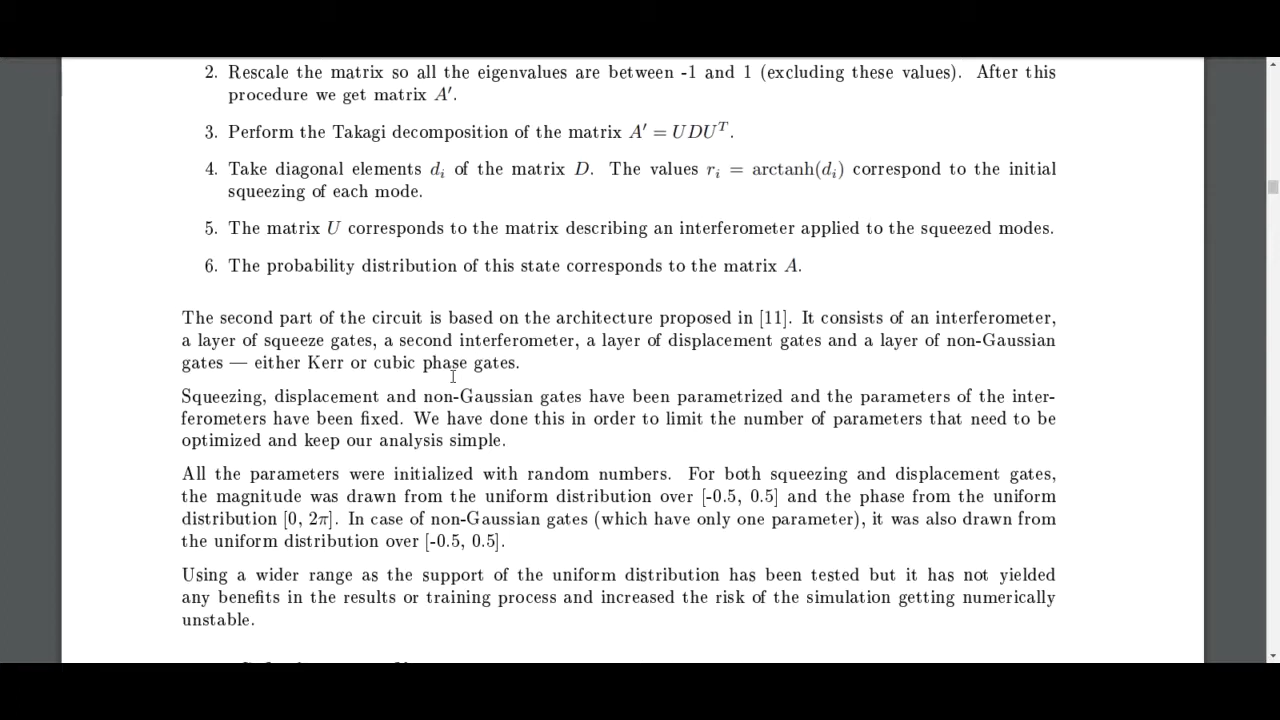 2. Rescale the matrix so all the eigenvalues are between -1 and 1 (excluding these values). After this
procedure we get matrix A′.
3. Perform the Takagi decomposition of the matrix A′ = UDUᵀ.
4. Take diagonal elements dᵢ of the matrix D. The values rᵢ = arctanh(dᵢ) correspond to the initial
squeezing of each mode.
5. The matrix U corresponds to the matrix describing an interferometer applied to the squeezed modes.
6. The probability distribution of this state corresponds to the matrix A.
The second part of the circuit is based on the architecture proposed in [11]. It consists of an interferometer,
a layer of squeeze gates, a second interferometer, a layer of displacement gates and a layer of non-Gaussian
gates — either Kerr or cubic phase gates.
Squeezing, displacement and non-Gaussian gates have been parametrized and the parameters of the inter-
ferometers have been fixed. We have done this in order to limit the number of parameters that need to be
optimized and keep our analysis simple.
All the parameters were initialized with random numbers. For both squeezing and displacement gates,
the magnitude was drawn from the uniform distribution over [-0.5, 0.5] and the phase from the uniform
distribution [0, 2π]. In case of non-Gaussian gates (which have only one parameter), it was also drawn from
the uniform distribution over [-0.5, 0.5].
Using a wider range as the support of the uniform distribution has been tested but it has not yielded
any benefits in the results or training process and increased the risk of the simulation getting numerically
unstable.